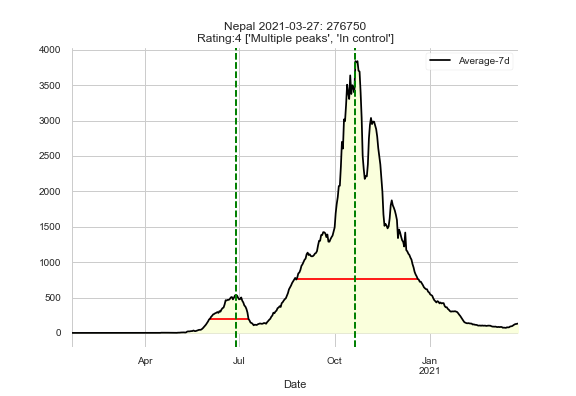 Nepal 2021-03-27: 276750
Rating:4 ['Multiple peaks', 'In control']
Average-7d
4000
3500
3000
2500
2000
1500
1000
500
0
Apr Jul Oct Jan
2021
Date